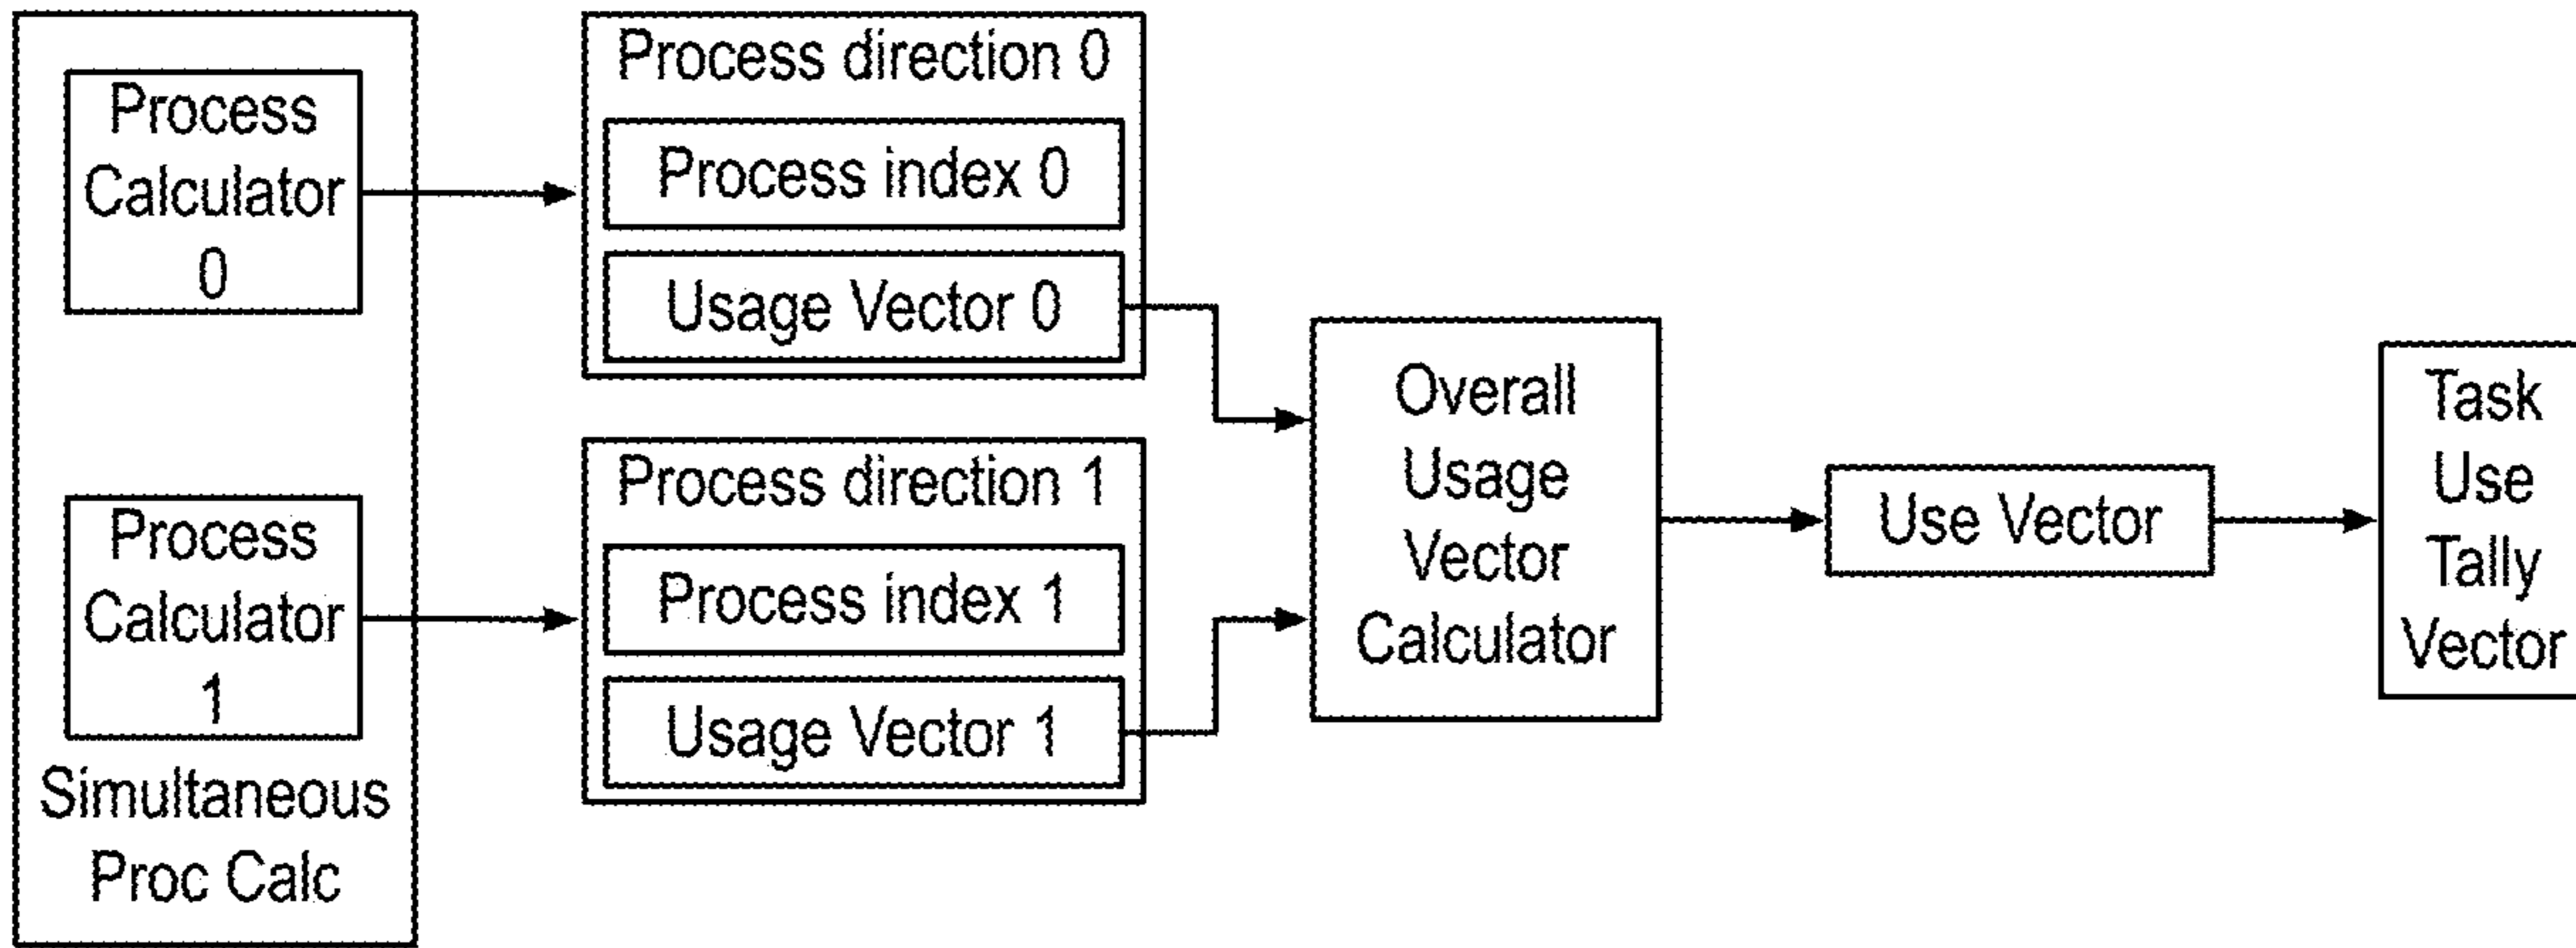 Process
Calculator
0
Process
Calculator
1
Simultaneous
Proc Calc
Process direction 0
Process index 0
Usage Vector 0
Process direction 1
Process index 1
Usage Vector 1
Overall
Usage
Vector
Calculator
Use Vector
Task
Use
Tally
Vector